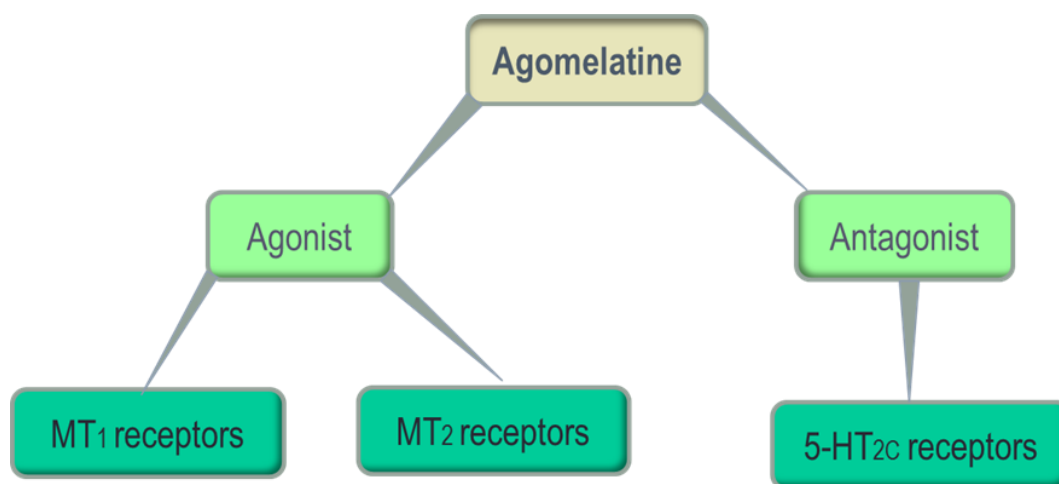 Agomelatine
Agonist
Antagonist
MT1 receptors
MT2 receptors
5-HT2C receptors